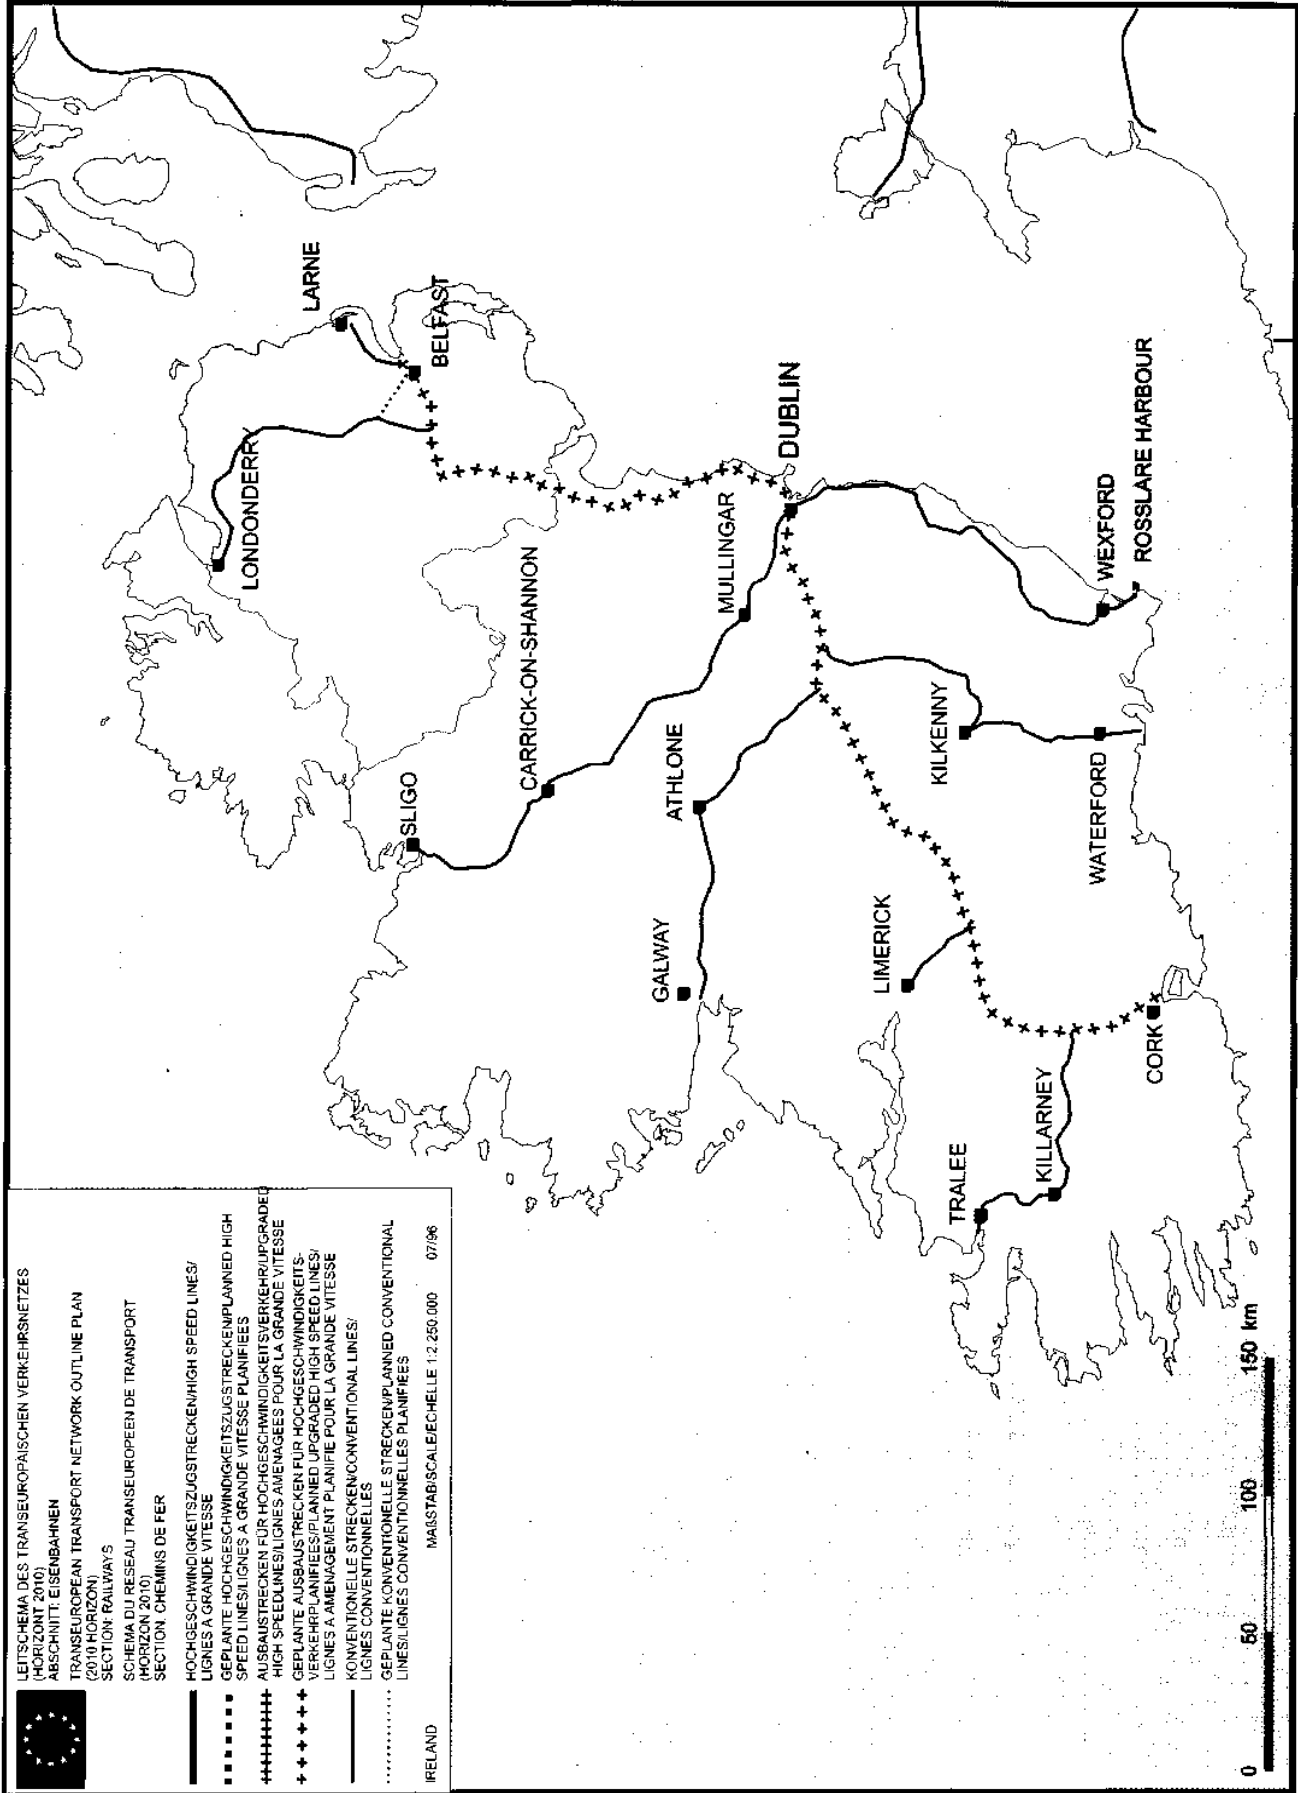 LEITSCHEMA DES TRANSEUROPAISCHEN VERKEHRSNETZES
(HORIZONT 2010)
ABSCHNITT: EISENBAHNEN
TRANSEUROPEAN TRANSPORT NETWORK OUTLINE PLAN
(2010 HORIZON)
SECTION: RAILWAYS
SCHEMA DU RESEAU TRANSEUROPEEN DE TRANSPORT
(HORIZON 2010)
SECTION: CHEMINS DE FER
HOCHGESCHWINDIGKEITSZUGSTRECKEN/HIGH SPEED LINES/
LIGNES A GRANDE VITESSE
GEPLANTE HOCHGESCHWINDIGKEITSZUGSTRECKEN/PLANNED HIGH
SPEED LINES/LIGNES A GRANDE VITESSE PLANIFIEES
AUSBAUSTRECKEN FÜR HOCHGESCHWINDIGKEITSVERKEHR/UPGRADED
HIGH SPEEDLINES/LIGNES AMENAGEES POUR LA GRANDE VITESSE
GEPLANTE AUSBAUSTRECKEN FÜR HOCHGESCHWINDIGKEITS-
VERKEHRPLANIFIEES/PLANNED UPGRADED HIGH SPEED LINES/
LIGNES A AMENAGEMENT PLANIFIE POUR LA GRANDE VITESSE
KONVENTIONELLE STRECKEN/CONVENTIONAL LINES/
LIGNES CONVENTIONNELLES
GEPLANTE KONVENTIONELLE STRECKEN/PLANNED CONVENTIONAL
LINES/LIGNES CONVENTIONNELLES PLANIFIEES
IRELAND MAßSTAB/SCALE/ECHELLE 1:2.250.000 07/96
LARNE
BELFAST
LONDONDERRY
SLIGO
CARRICK-ON-SHANNON
MULLINGAR
DUBLIN
ATHLONE
GALWAY
LIMERICK
KILKENNY
WATERFORD
WEXFORD
ROSSLARE HARBOUR
TRALEE
KILLARNEY
CORK
0 50 100 150 km